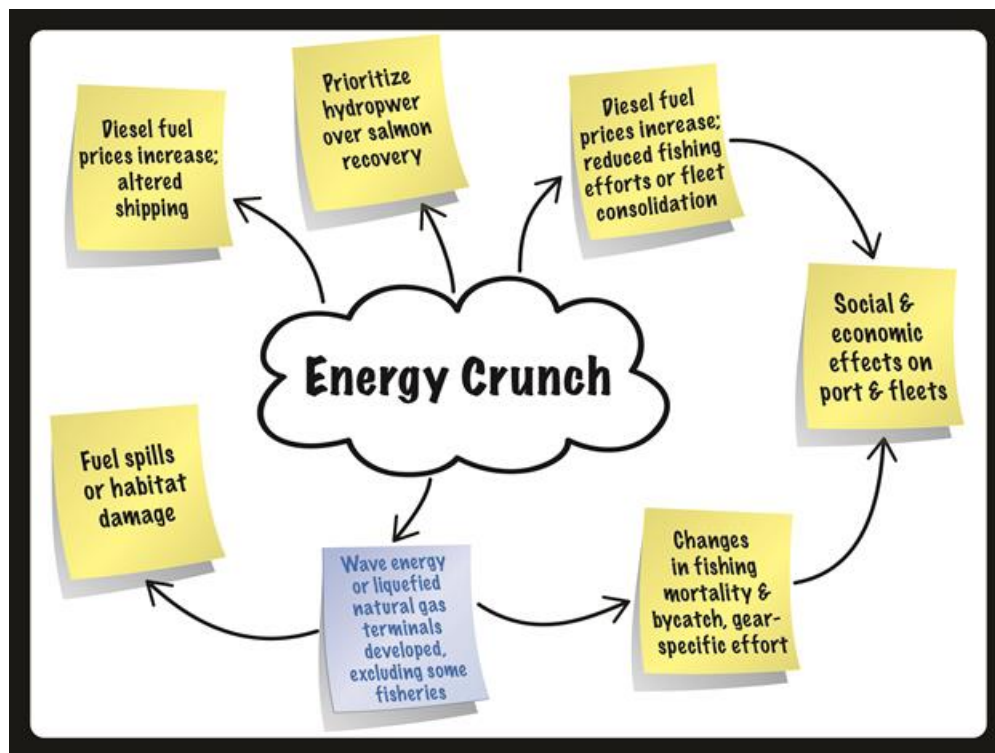 Diesel fuel
prices increase;
altered
shipping
Prioritize
hydropwer
over salmon
recovery
Diesel fuel
prices increase;
reduced fishing
efforts or fleet
consolidation
Social &
economic
effects on
port & fleets
Energy Crunch
Fuel spills
or habitat
damage
Wave energy
or liquefied
natural gas
terminals
developed,
excluding some
fisheries
Changes
in fishing
mortality &
bycatch, gear-
specific effort